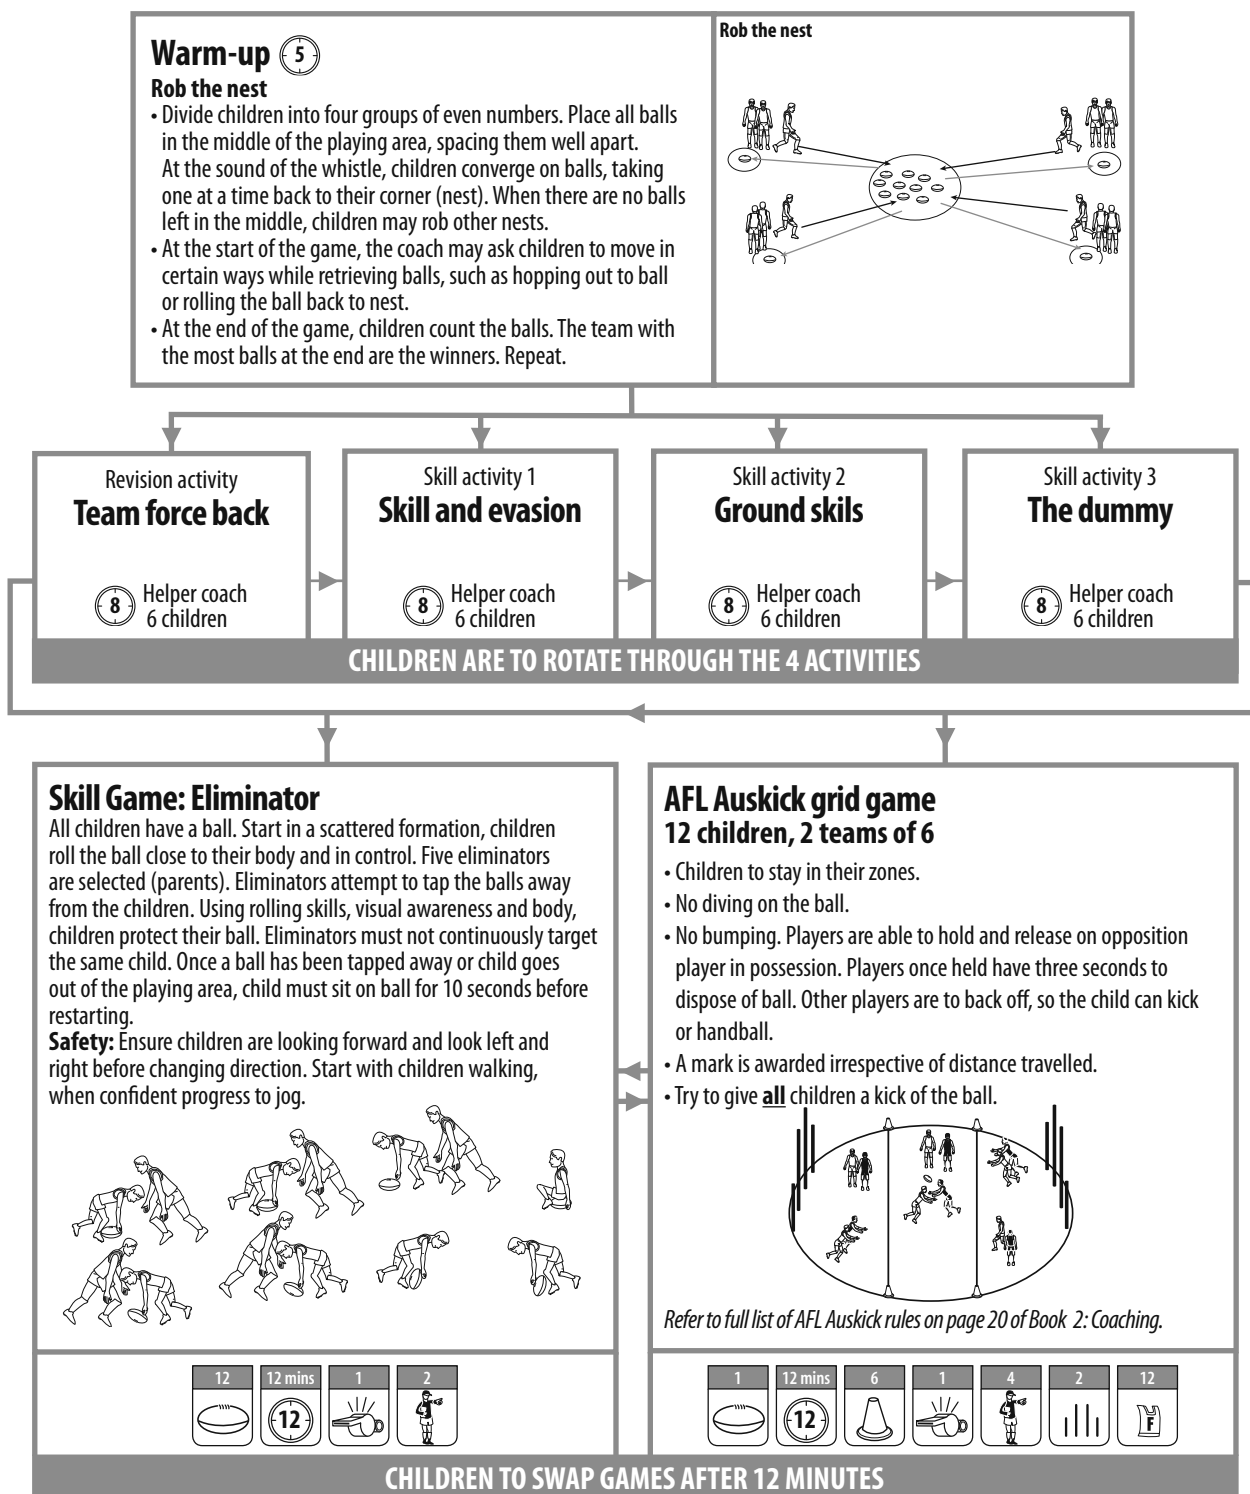 Warm-up 5
Rob the nest
• Divide children into four groups of even numbers. Place all balls
in the middle of the playing area, spacing them well apart.
At the sound of the whistle, children converge on balls, taking
one at a time back to their corner (nest). When there are no balls
left in the middle, children may rob other nests.
• At the start of the game, the coach may ask children to move in
certain ways while retrieving balls, such as hopping out to ball
or rolling the ball back to nest.
• At the end of the game, children count the balls. The team with
the most balls at the end are the winners. Repeat.
Rob the nest
Revision activity
Team force back
8 Helper coach
6 children
Skill activity 1
Skill and evasion
8 Helper coach
6 children
Skill activity 2
Ground skils
8 Helper coach
6 children
Skill activity 3
The dummy
8 Helper coach
6 children
CHILDREN ARE TO ROTATE THROUGH THE 4 ACTIVITIES
Skill Game: Eliminator
All children have a ball. Start in a scattered formation, children
roll the ball close to their body and in control. Five eliminators
are selected (parents). Eliminators attempt to tap the balls away
from the children. Using rolling skills, visual awareness and body,
children protect their ball. Eliminators must not continuously target
the same child. Once a ball has been tapped away or child goes
out of the playing area, child must sit on ball for 10 seconds before
restarting.
Safety: Ensure children are looking forward and look left and
right before changing direction. Start with children walking,
when confident progress to jog.
12 12 mins 1 2
12
AFL Auskick grid game
12 children, 2 teams of 6
• Children to stay in their zones.
• No diving on the ball.
• No bumping. Players are able to hold and release on opposition
player in possession. Players once held have three seconds to
dispose of ball. Other players are to back off, so the child can kick
or handball.
• A mark is awarded irrespective of distance travelled.
• Try to give all children a kick of the ball.
Refer to full list of AFL Auskick rules on page 20 of Book 2: Coaching.
1 12 mins 6 1 4 2 12
12 F
CHILDREN TO SWAP GAMES AFTER 12 MINUTES